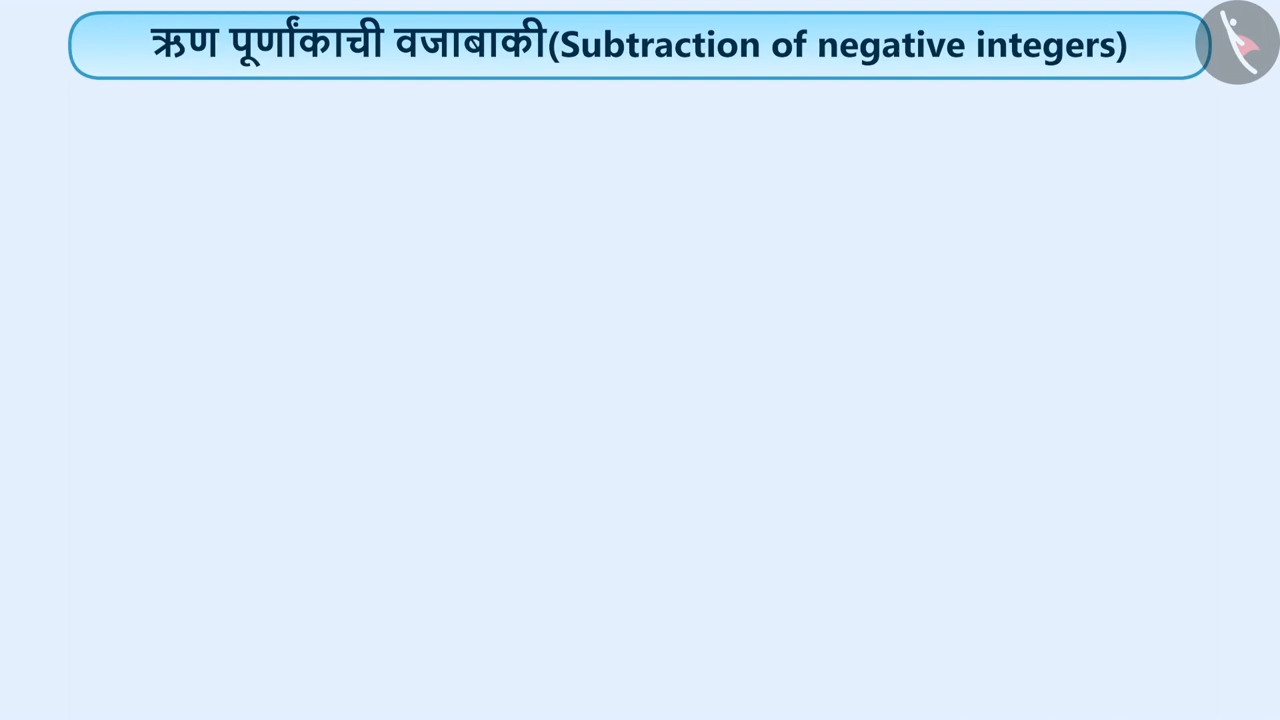 ऋण पूर्णांकाची वजाबाकी(Subtraction of negative integers)